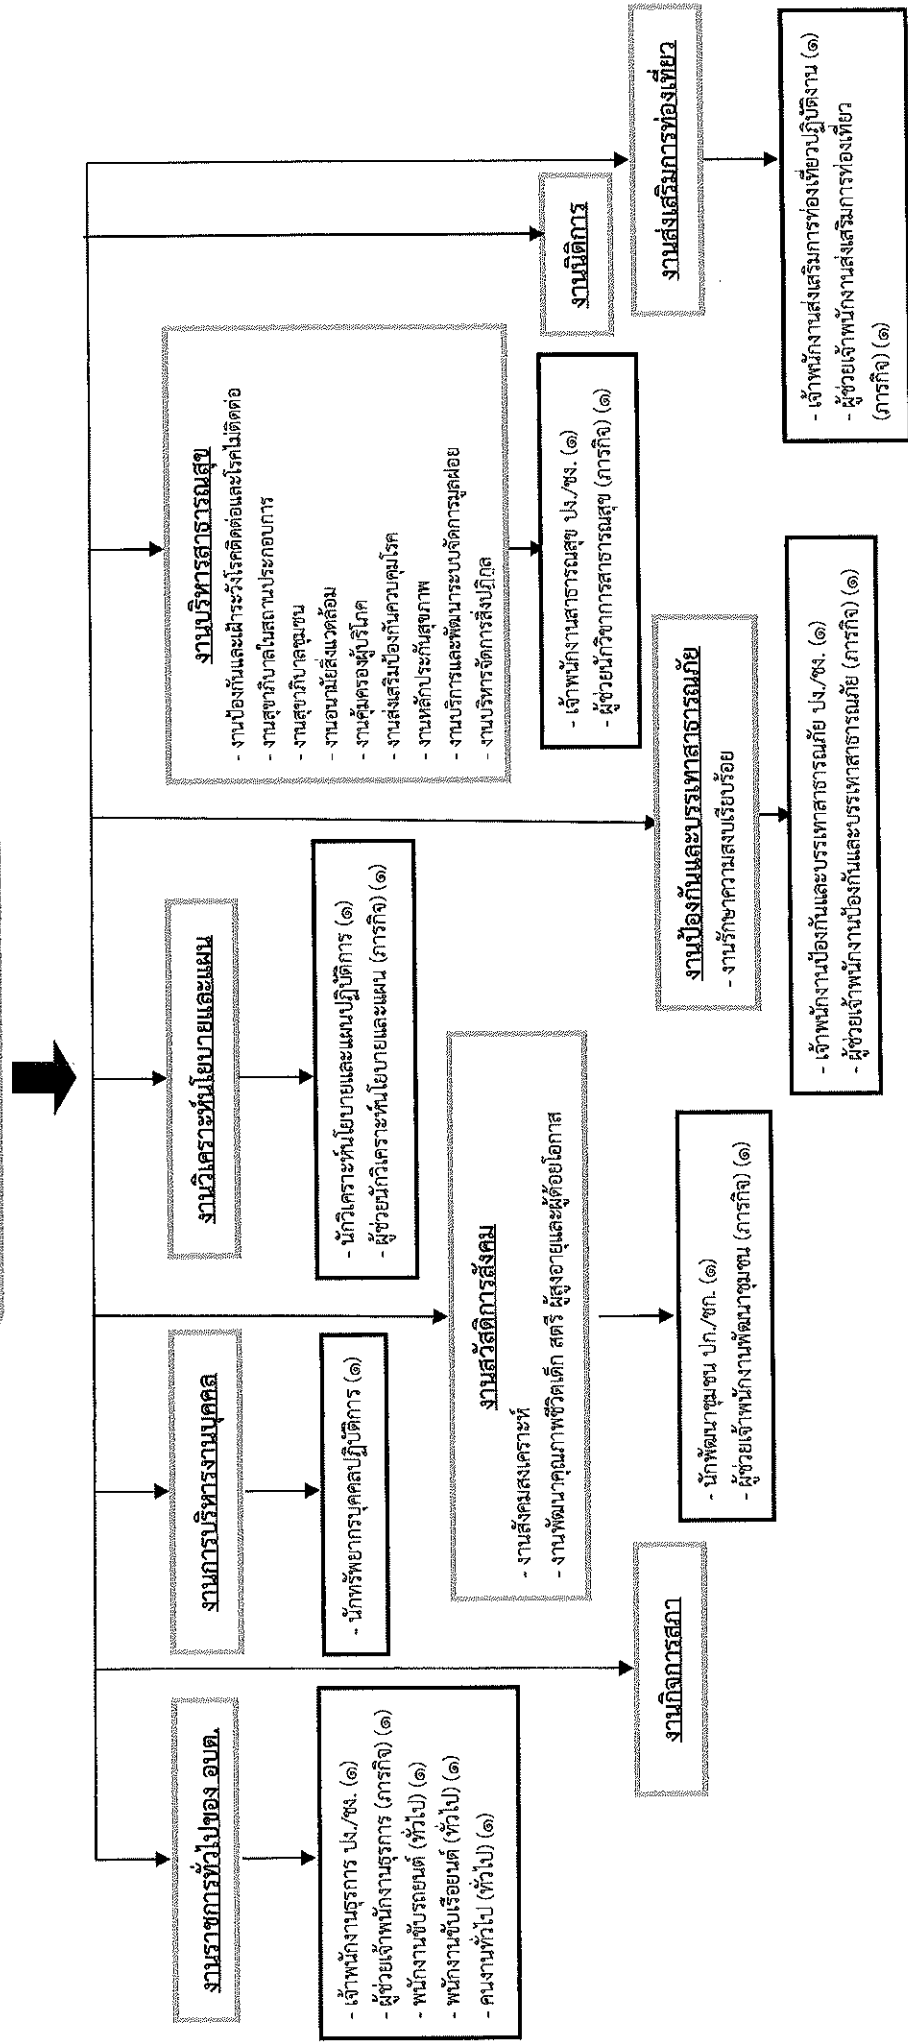 งานราชการทั่วไปของ อบต.
- เจ้าพนักงานธุรการ ปง./ชง. (๑)
- ผู้ช่วยเจ้าพนักงานธุรการ (ภารกิจ) (๑)
- พนักงานขับรถยนต์ (ทั่วไป) (๑)
- พนักงานขับเรือยนต์ (ทั่วไป) (๑)
- คนงานทั่วไป (ทั่วไป) (๑)
งานการบริหารงานบุคคล
- นักทรัพยากรบุคคลปฏิบัติการ (๑)
งานวิเคราะห์นโยบายและแผน
- นักวิเคราะห์นโยบายและแผนปฏิบัติการ (๑)
- ผู้ช่วยนักวิเคราะห์นโยบายและแผน (ภารกิจ) (๑)
งานบริหารสาธารณสุข
- งานป้องกันและเฝ้าระวังโรคติดต่อและโรคไม่ติดต่อ
- งานสุขาภิบาลในสถานประกอบการ
- งานสุขาภิบาลชุมชน
- งานอนามัยสิ่งแวดล้อม
- งานคุ้มครองผู้บริโภค
- งานส่งเสริมป้องกันควบคุมโรค
- งานหลักประกันสุขภาพ
- งานบริการและพัฒนาระบบจัดการมูลฝอย
- งานบริหารจัดการสิ่งปฏิกูล
- เจ้าพนักงานสาธารณสุข ปง./ชง. (๑)
- ผู้ช่วยนักวิชาการสาธารณสุข (ภารกิจ) (๑)
งานกิจการสภา
งานสวัสดิการสังคม
- งานสังคมสงเคราะห์
- งานพัฒนาคุณภาพชีวิตเด็ก สตรี ผู้สูงอายุและผู้ด้อยโอกาส
- นักพัฒนาชุมชน ปก./ชก. (๑)
- ผู้ช่วยเจ้าพนักงานพัฒนาชุมชน (ภารกิจ) (๑)
งานป้องกันและบรรเทาสาธารณภัย
- งานรักษาความสงบเรียบร้อย
- เจ้าพนักงานป้องกันและบรรเทาสาธารณภัย ปง./ชง. (๑)
- ผู้ช่วยเจ้าพนักงานป้องกันและบรรเทาสาธารณภัย (ภารกิจ) (๑)
งานนิติการ
งานส่งเสริมการท่องเที่ยว
- เจ้าพนักงานส่งเสริมการท่องเที่ยวปฏิบัติงาน (๑)
- ผู้ช่วยเจ้าพนักงานส่งเสริมการท่องเที่ยว
(ภารกิจ) (๑)